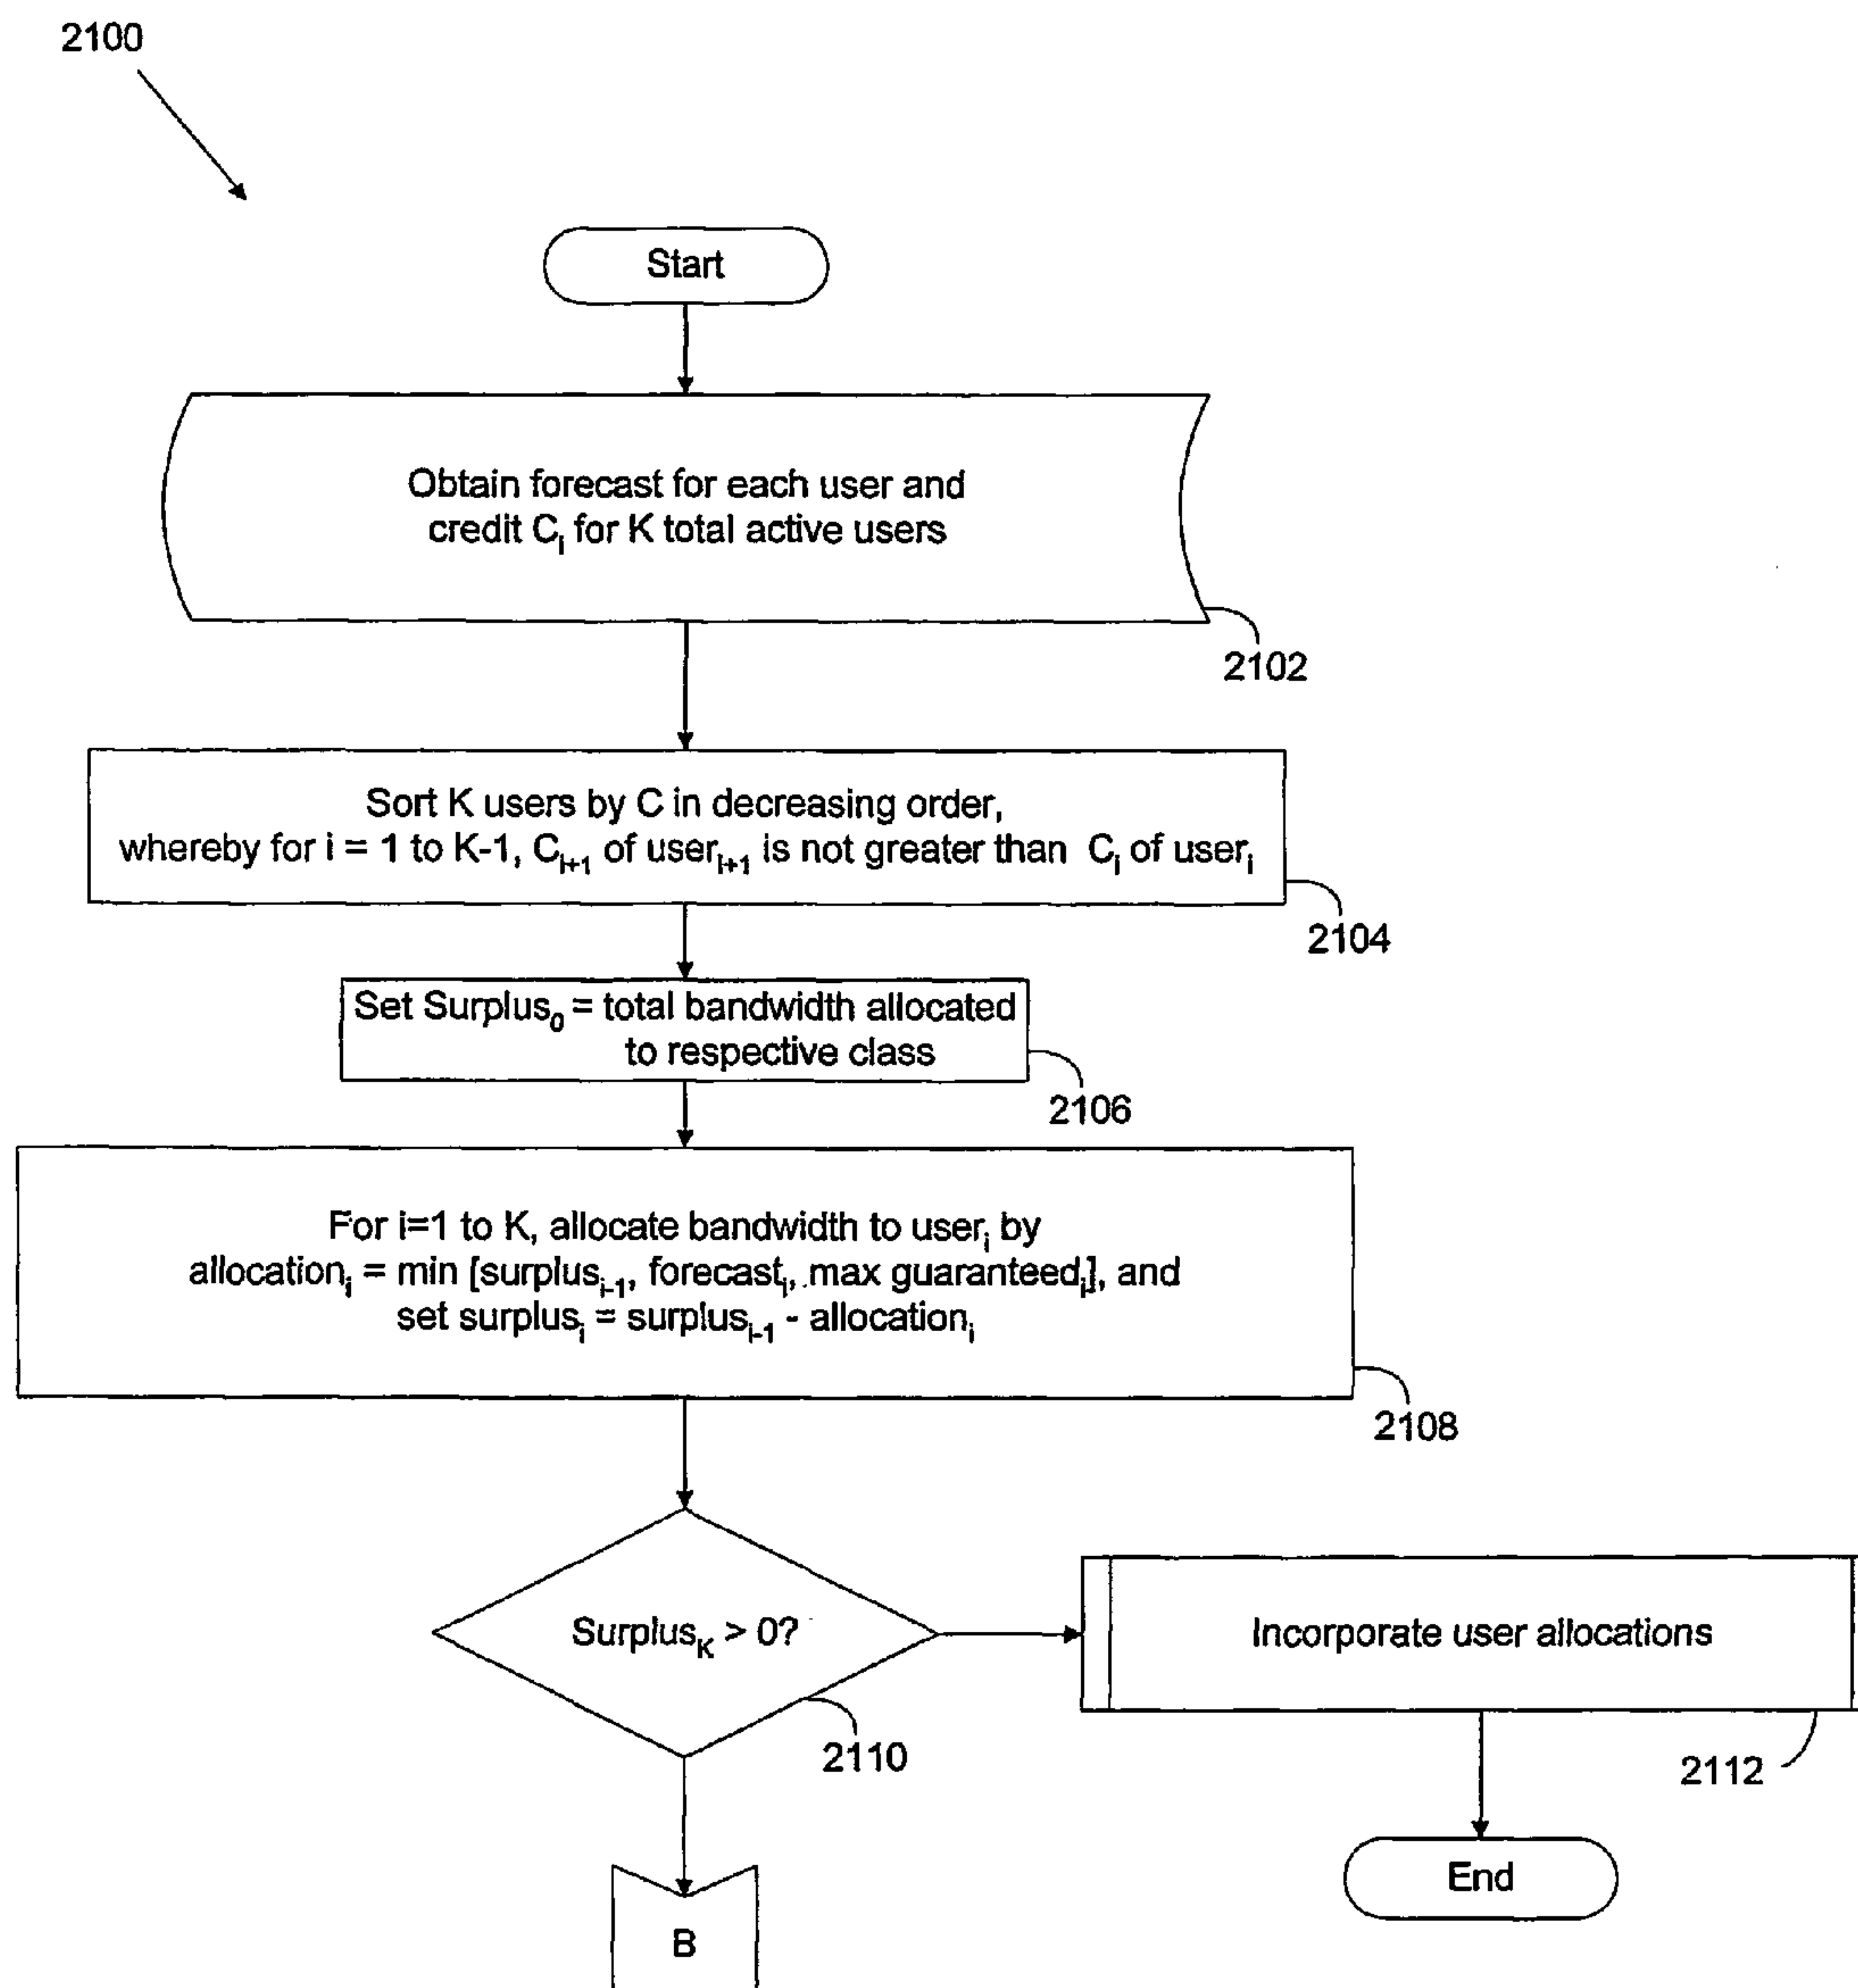 2100
Start
Obtain forecast for each user and
credit Cᵢ for K total active users
2102
Sort K users by C in decreasing order,
whereby for i = 1 to K-1, Cᵢ₊₁ of userᵢ₊₁ is not greater than Cᵢ of userᵢ
2104
Set Surplus₀ = total bandwidth allocated
to respective class
2106
For i=1 to K, allocate bandwidth to userᵢ by
allocationᵢ = min [surplusᵢ₋₁, forecastᵢ, max guaranteedᵢ], and
set surplusᵢ = surplusᵢ₋₁ - allocationᵢ
2108
Surplus_K > 0?
Incorporate user allocations
2110
2112
End
B